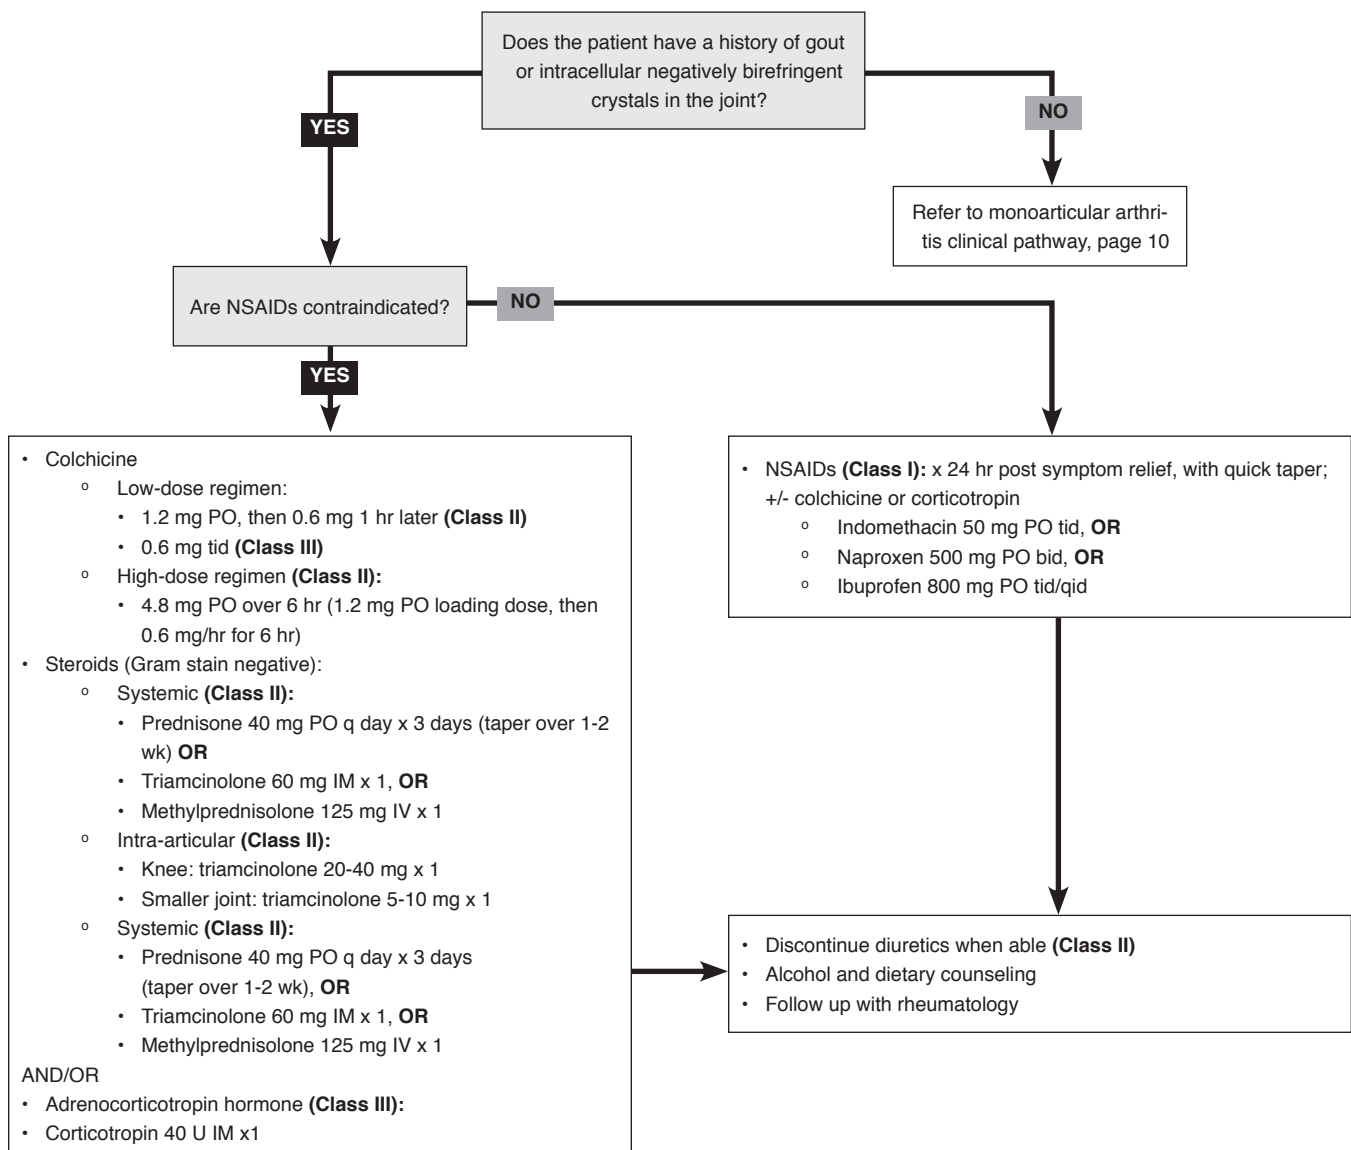 Does the patient have a history of gout
or intracellular negatively birefringent
crystals in the joint?
YES
NO
Refer to monoarticular arthri-
tis clinical pathway, page 10
Are NSAIDs contraindicated?
NO
YES
• Colchicine
o Low-dose regimen:
• 1.2 mg PO, then 0.6 mg 1 hr later (Class II)
• 0.6 mg tid (Class III)
o High-dose regimen (Class II):
• 4.8 mg PO over 6 hr (1.2 mg PO loading dose, then
0.6 mg/hr for 6 hr)
• Steroids (Gram stain negative):
o Systemic (Class II):
• Prednisone 40 mg PO q day x 3 days (taper over 1-2
wk) OR
• Triamcinolone 60 mg IM x 1, OR
• Methylprednisolone 125 mg IV x 1
o Intra-articular (Class II):
• Knee: triamcinolone 20-40 mg x 1
• Smaller joint: triamcinolone 5-10 mg x 1
o Systemic (Class II):
• Prednisone 40 mg PO q day x 3 days
(taper over 1-2 wk), OR
• Triamcinolone 60 mg IM x 1, OR
• Methylprednisolone 125 mg IV x 1
AND/OR
• Adrenocorticotropin hormone (Class III):
• Corticotropin 40 U IM x1
• NSAIDs (Class I): x 24 hr post symptom relief, with quick taper;
+/- colchicine or corticotropin
o Indomethacin 50 mg PO tid, OR
o Naproxen 500 mg PO bid, OR
o Ibuprofen 800 mg PO tid/qid
• Discontinue diuretics when able (Class II)
• Alcohol and dietary counseling
• Follow up with rheumatology